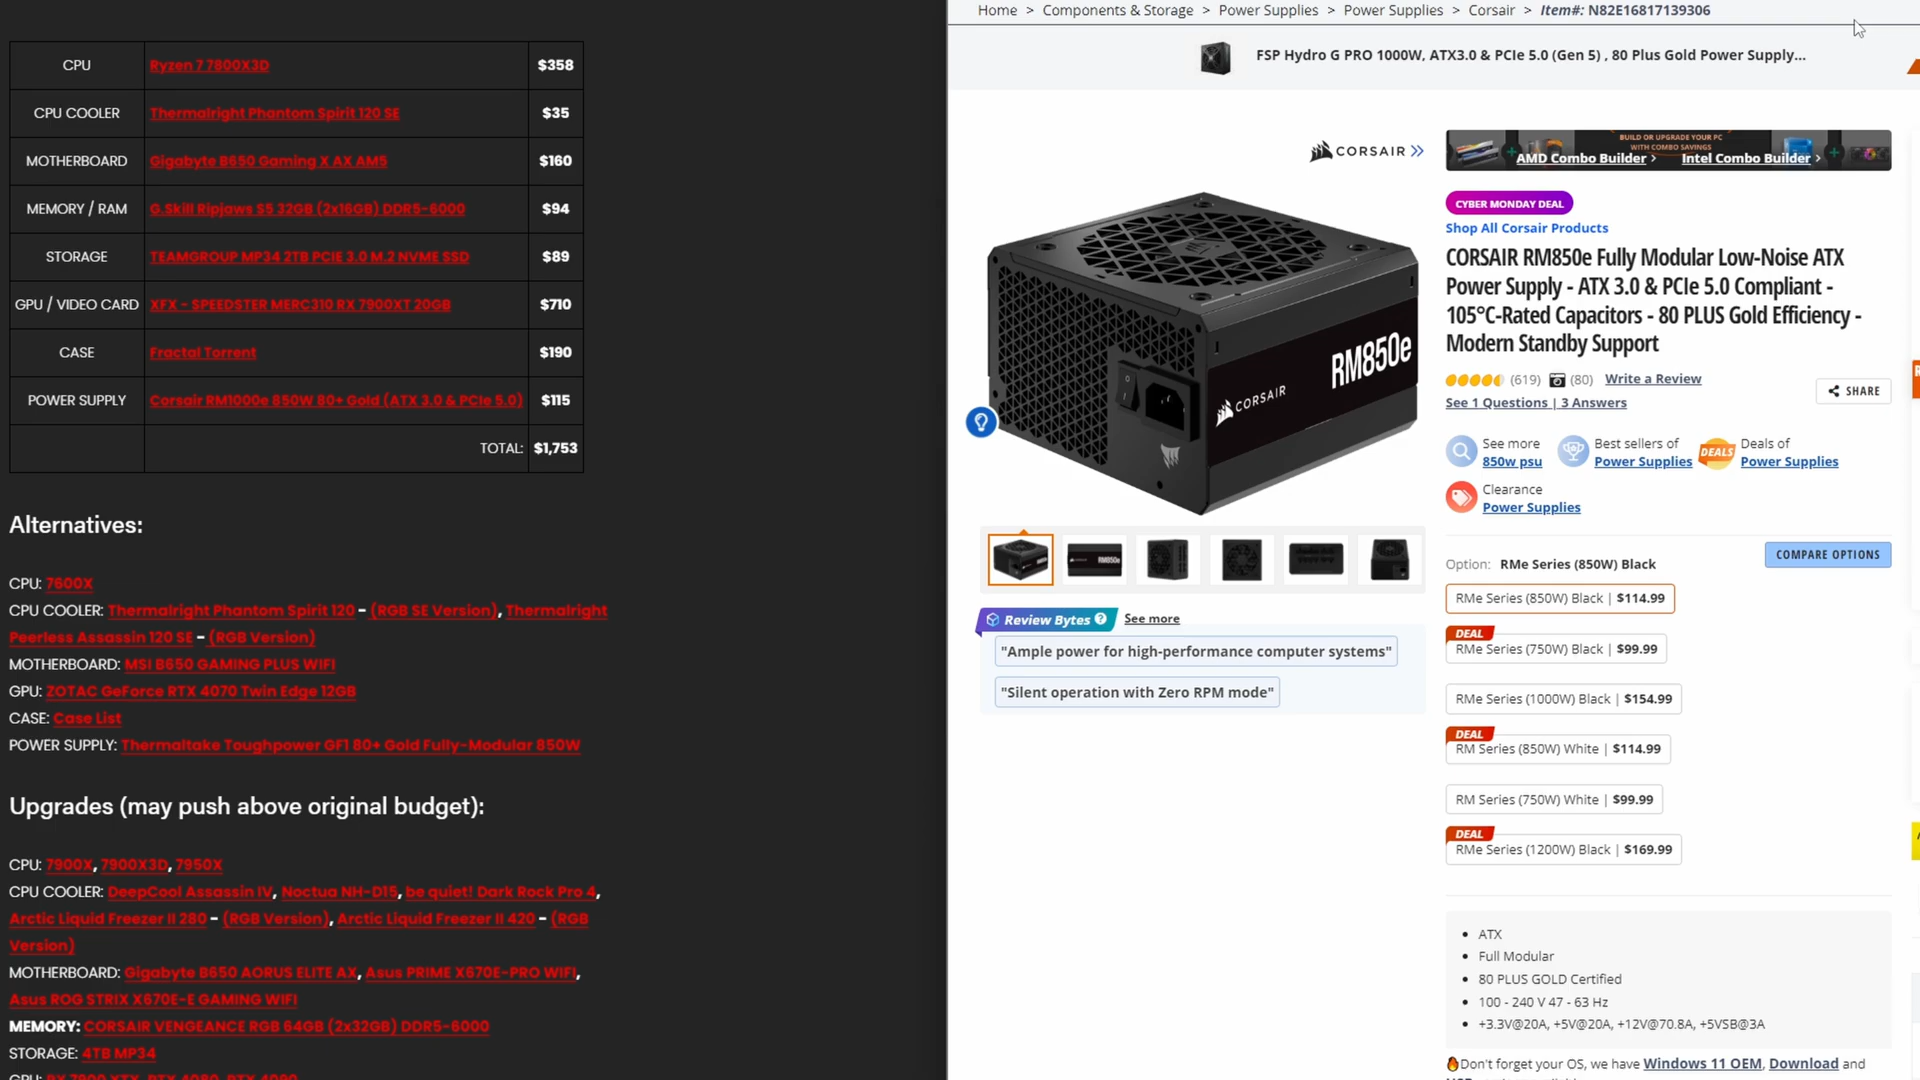 CPU Ryzen 7 7800X3D $358
CPU COOLER Thermalright Phantom Spirit 120 SE $35
MOTHERBOARD Gigabyte B650 Gaming X AX AM5 $160
MEMORY / RAM G.Skill Ripjaws S5 32GB (2x16GB) DDR5-6000 $94
STORAGE TEAMGROUP MP34 2TB PCIE 3.0 M.2 NVME SSD $89
GPU / VIDEO CARD XFX - SPEEDSTER MERC310 RX 7900XT 20GB $710
CASE Fractal Torrent $190
POWER SUPPLY Corsair RM1000e 850W 80+ Gold (ATX 3.0 & PCIe 5.0) $115
TOTAL: $1,753
Alternatives:
CPU: 7600X
CPU COOLER: Thermalright Phantom Spirit 120 - (RGB SE Version), Thermalright
Peerless Assassin 120 SE - (RGB Version)
MOTHERBOARD: MSI B650 GAMING PLUS WIFI
GPU: ZOTAC GeForce RTX 4070 Twin Edge 12GB
CASE: Case List
POWER SUPPLY: Thermaltake Toughpower GF1 80+ Gold Fully-Modular 850W
Upgrades (may push above original budget):
CPU: 7900X, 7900X3D, 7950X
CPU COOLER: DeepCool Assassin IV, Noctua NH-D15, be quiet! Dark Rock Pro 4,
Arctic Liquid Freezer II 280 - (RGB Version), Arctic Liquid Freezer II 420 - (RGB
Version)
MOTHERBOARD: Gigabyte B650 AORUS ELITE AX, Asus PRIME X670E-PRO WIFI,
Asus ROG STRIX X670E-E GAMING WIFI
MEMORY: CORSAIR VENGEANCE RGB 64GB (2x32GB) DDR5-6000
STORAGE: 4TB MP34
GPU: RX 7900 XTX, RTX 4080, RTX 4090
Home > Components & Storage > Power Supplies > Power Supplies > Corsair > Item#: N82E16817139306
FSP Hydro G PRO 1000W, ATX3.0 & PCIe 5.0 (Gen 5) , 80 Plus Gold Power Supply...
CORSAIR
RM850e
CORSAIR
RM850e
Review Bytes ? See more
"Ample power for high-performance computer systems"
"Silent operation with Zero RPM mode"
BUILD OR UPGRADE YOUR PC
WITH COMBO SAVINGS
AMD Combo Builder > Intel Combo Builder >
CYBER MONDAY DEAL
Shop All Corsair Products
CORSAIR RM850e Fully Modular Low-Noise ATX
Power Supply - ATX 3.0 & PCIe 5.0 Compliant -
105°C-Rated Capacitors - 80 PLUS Gold Efficiency -
Modern Standby Support
(619) (80) Write a Review
SHARE
See 1 Questions | 3 Answers
See more
850w psu
Best sellers of
Power Supplies
DEALS
Deals of
Power Supplies
Clearance
Power Supplies
Option: RMe Series (850W) Black
COMPARE OPTIONS
RMe Series (850W) Black | $114.99
DEAL
RMe Series (750W) Black | $99.99
RMe Series (1000W) Black | $154.99
DEAL
RM Series (850W) White | $114.99
RM Series (750W) White | $99.99
DEAL
RMe Series (1200W) Black | $169.99
• ATX
• Full Modular
• 80 PLUS GOLD Certified
• 100 - 240 V 47 - 63 Hz
• +3.3V@20A, +5V@20A, +12V@70.8A, +5VSB@3A
Don't forget your OS, we have Windows 11 OEM, Download and